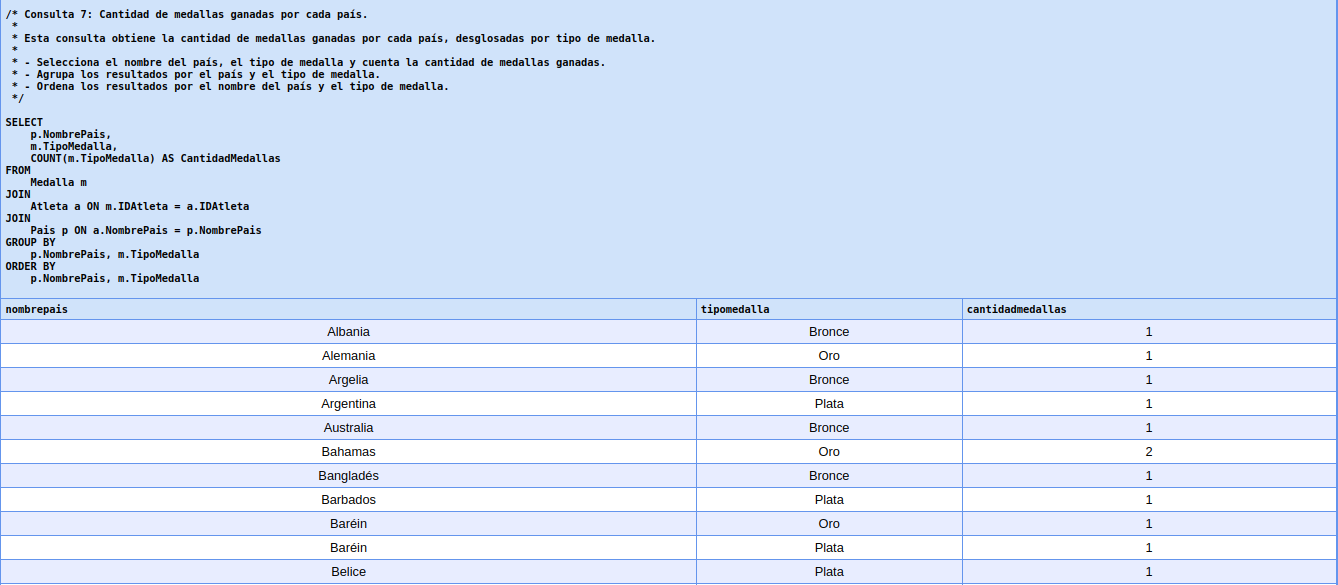 /* Consulta 7: Cantidad de medallas ganadas por cada país.
 *
 * Esta consulta obtiene la cantidad de medallas ganadas por cada país, desglosadas por tipo de medalla.
 *
 * - Selecciona el nombre del país, el tipo de medalla y cuenta la cantidad de medallas ganadas.
 * - Agrupa los resultados por el país y el tipo de medalla.
 * - Ordena los resultados por el nombre del país y el tipo de medalla.
 */
SELECT
    p.NombrePais,
    m.TipoMedalla,
    COUNT(m.TipoMedalla) AS CantidadMedallas
FROM
    Medalla m
JOIN
    Atleta a ON m.IDAtleta = a.IDAtleta
JOIN
    Pais p ON a.NombrePais = p.NombrePais
GROUP BY
    p.NombrePais, m.TipoMedalla
ORDER BY
    p.NombrePais, m.TipoMedalla
nombrepais tipomedalla cantidadmedallas
Albania Bronce 1
Alemania Oro 1
Argelia Bronce 1
Argentina Plata 1
Australia Bronce 1
Bahamas Oro 2
Bangladés Bronce 1
Barbados Plata 1
Baréin Oro 1
Baréin Plata 1
Belice Plata 1